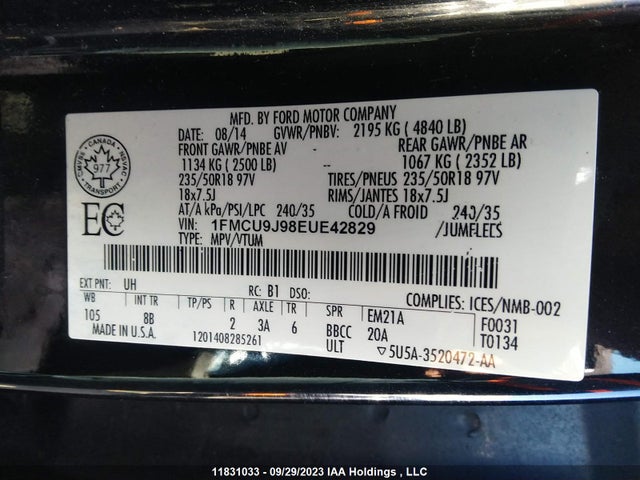 MFD. BY FORD MOTOR COMPANY
DATE: 08/14 GVWR/PNBV: 2195 KG ( 4840 LB)
FRONT GAWR/PNBE AV REAR GAWR/PNBE AR
1134 KG ( 2500 LB) -- 1067 KG ( 2352 LB)
235/50R18 97V TIRES/PNEUS 235/50R18 97V
18x7.5J RIMS/JANTES 18x7.5J
AT/A kPa/PSI/LPC 240/35 COLD/A FROID 240/35
VIN: 1FMCU9J98EUE42829 /JUMELECS
TYPE: MPV/VTUM
CANADA
CMVSS NSVAC
977
TRANSPORT
EC
EXT PNT: UH RC: B1 DSO:
COMPLIES: ICES/NMB-002
WB INT TR TP/PS R AXLE TR SPR EM21A F0031
105 8B 2 3A 6 BBCC 20A T0134
MADE IN U.S.A. 1201408285261 ULT ▽5U5A-3520472-AA
11831033 - 09/29/2023 IAA Holdings , LLC